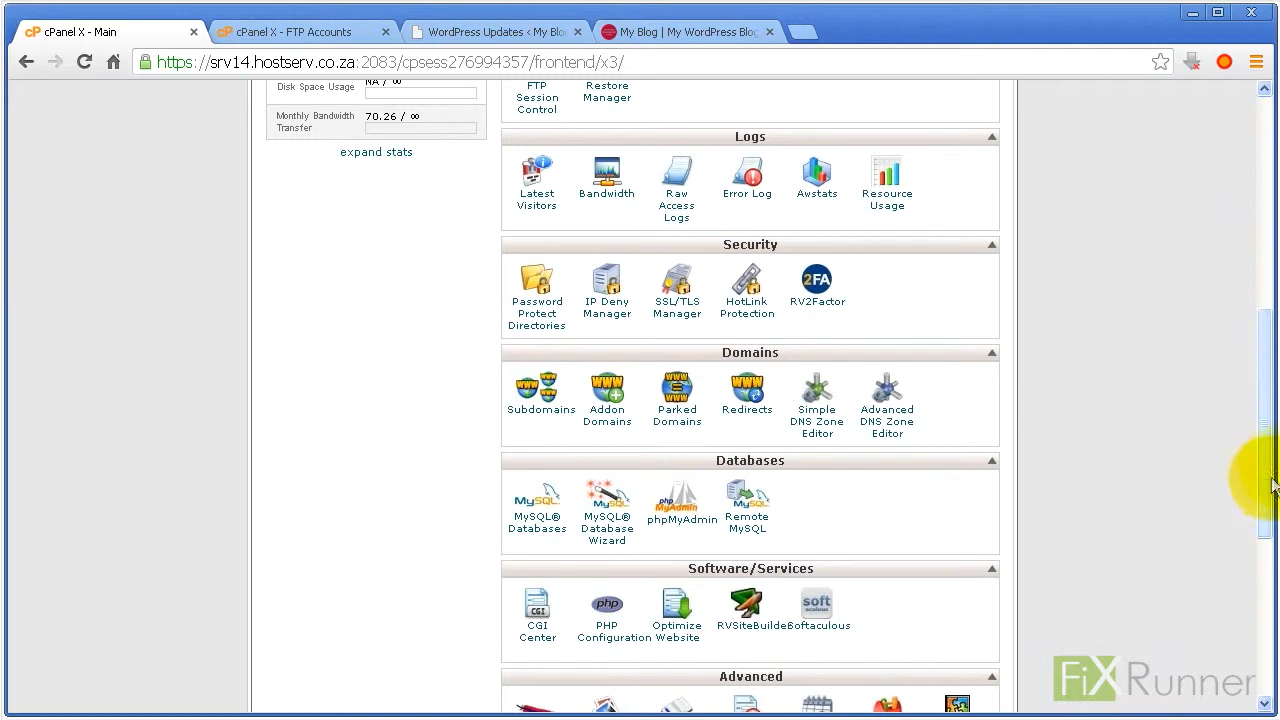 cPanel X - Main
cPanel X - FTP Accou
WordPress Updates ‹ My Blo
My Blog | My WordPress Blog
https://srv14.hostserv.co.za:2083/cpsess276994357/frontend/x3/
Disk Space Usage
NA / ∞
Monthly Bandwidth
Transfer
70.26 / ∞
expand stats
FTP
Session
Control
Restore
Manager
Logs
Latest
Visitors
Bandwidth
Raw
Access
Logs
Error Log
Awstats
Resource
Usage
Security
Password
Protect
Directories
IP Deny
Manager
SSL/TLS
Manager
HotLink
Protection
2FA
RV2Factor
Domains
Subdomains
Addon
Domains
Parked
Domains
Redirects
Simple
DNS Zone
Editor
Advanced
DNS Zone
Editor
Databases
MySQL®
Databases
MySQL®
Database
Wizard
phpMyAdmin
Remote
MySQL
Software/Services
CGI
Center
PHP
Configuration
Optimize
Website
RVSiteBuilder
Softaculous
Advanced
FiX Runner